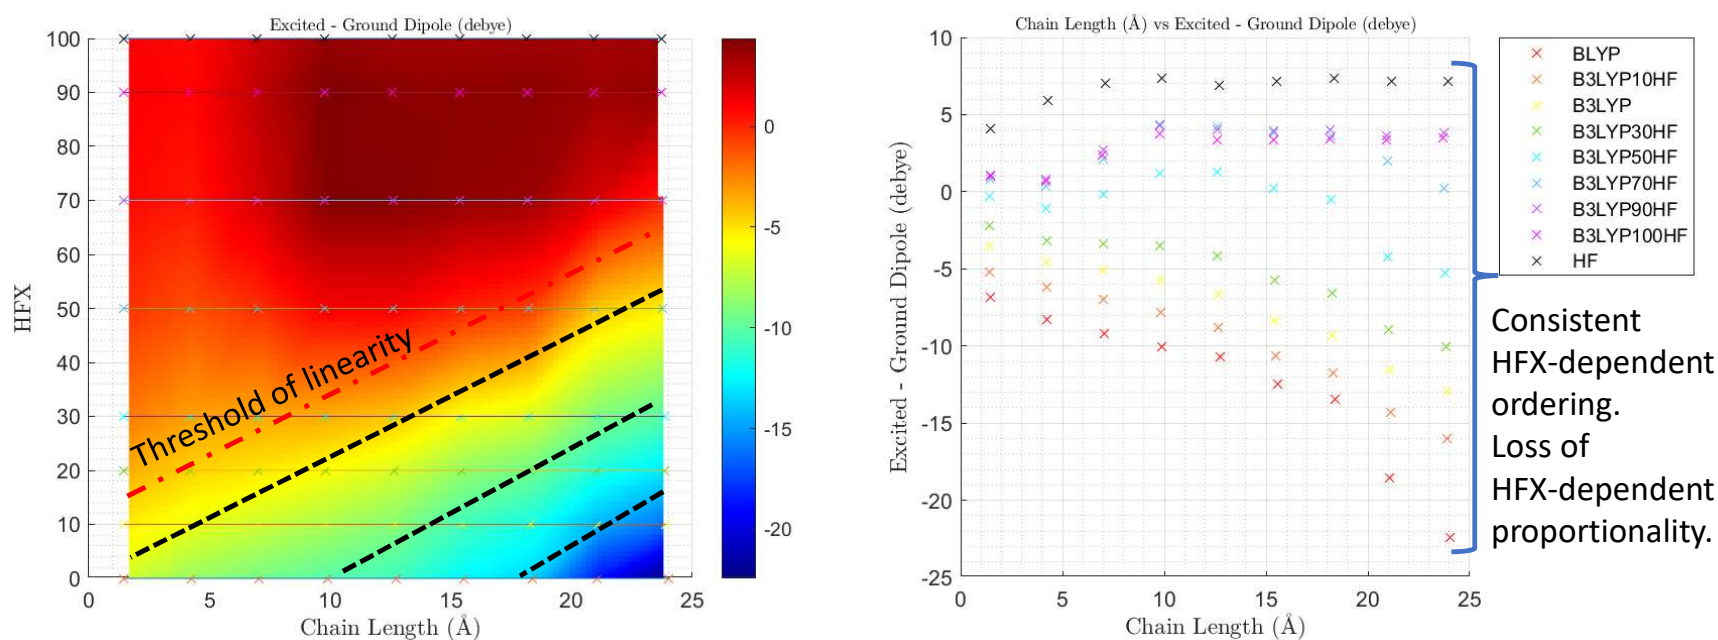 Excited - Ground Dipole (debye)
100
90
80
70
60
50
40
30
20
10
0
HFX
Threshold of linearity
0 5 10 15 20 25
Chain Length (Å)
0
-5
-10
-15
-20
Chain Length (Å) vs Excited - Ground Dipole (debye)
10
5
0
-5
-10
-15
-20
-25
Excited - Ground Dipole (debye)
0 5 10 15 20 25
Chain Length (Å)
BLYP
B3LYP10HF
B3LYP
B3LYP30HF
B3LYP50HF
B3LYP70HF
B3LYP90HF
B3LYP100HF
HF
Consistent
HFX-dependent
ordering.
Loss of
HFX-dependent
proportionality.